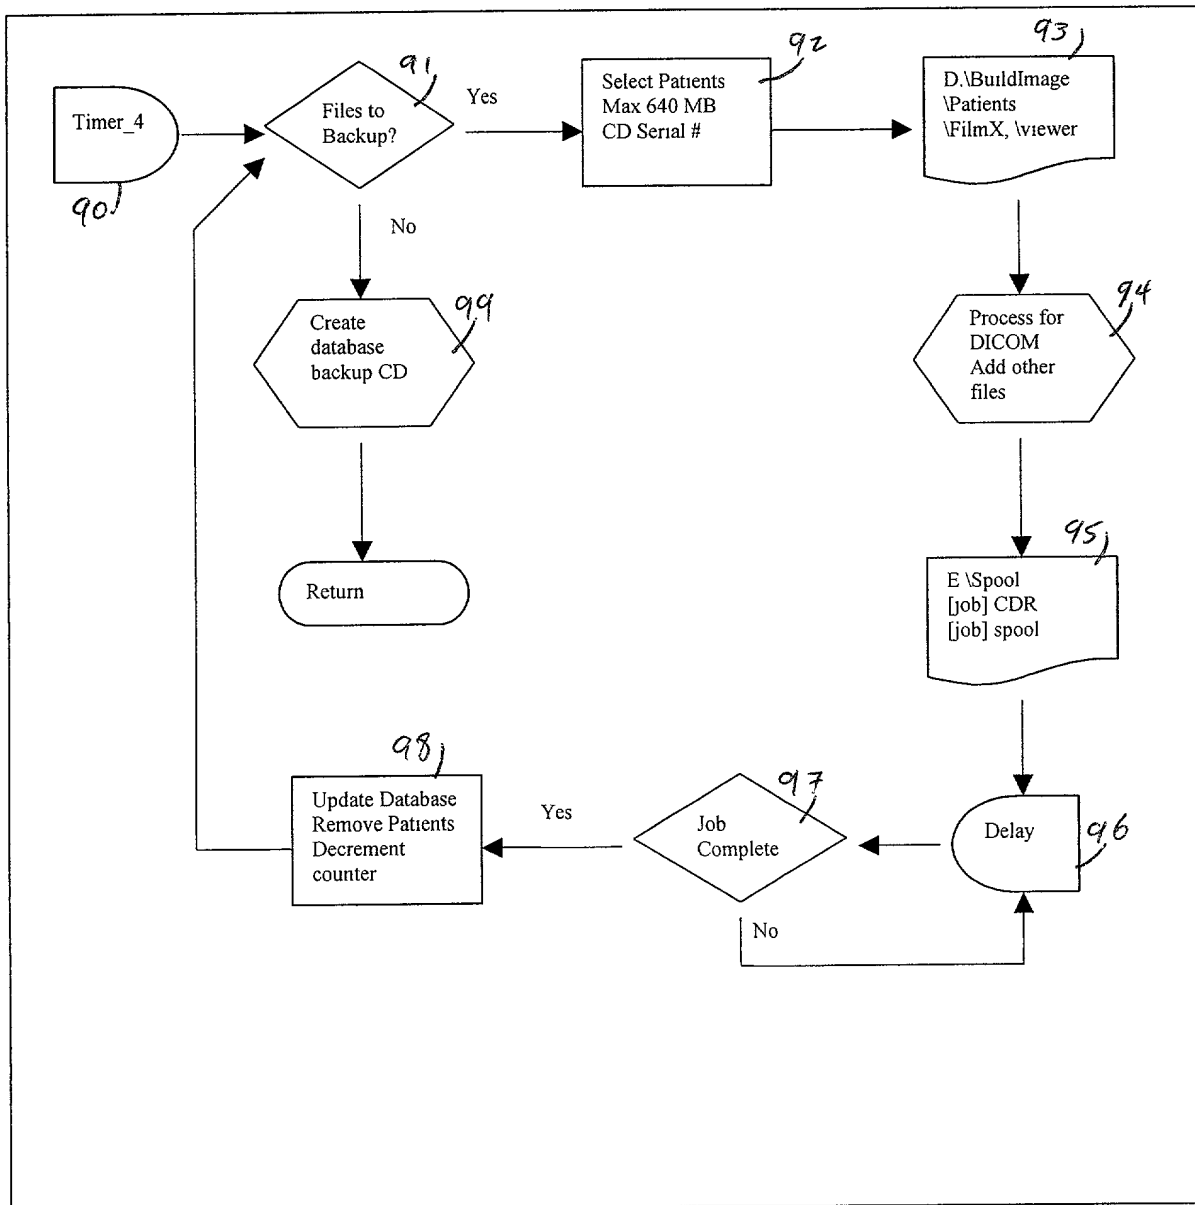 91
92
93
Timer_4
Files to
Backup?
Yes
Select Patients
Max 640 MB
CD Serial #
D.\BuildImage
\Patients
\FilmX, \viewer
90
No
99
Create
database
backup CD
94
Process for
DICOM
Add other
files
Return
95
E \Spool
[job] CDR
[job] spool
98
Update Database
Remove Patients
Decrement
counter
Yes
97
Job
Complete
Delay
96
No